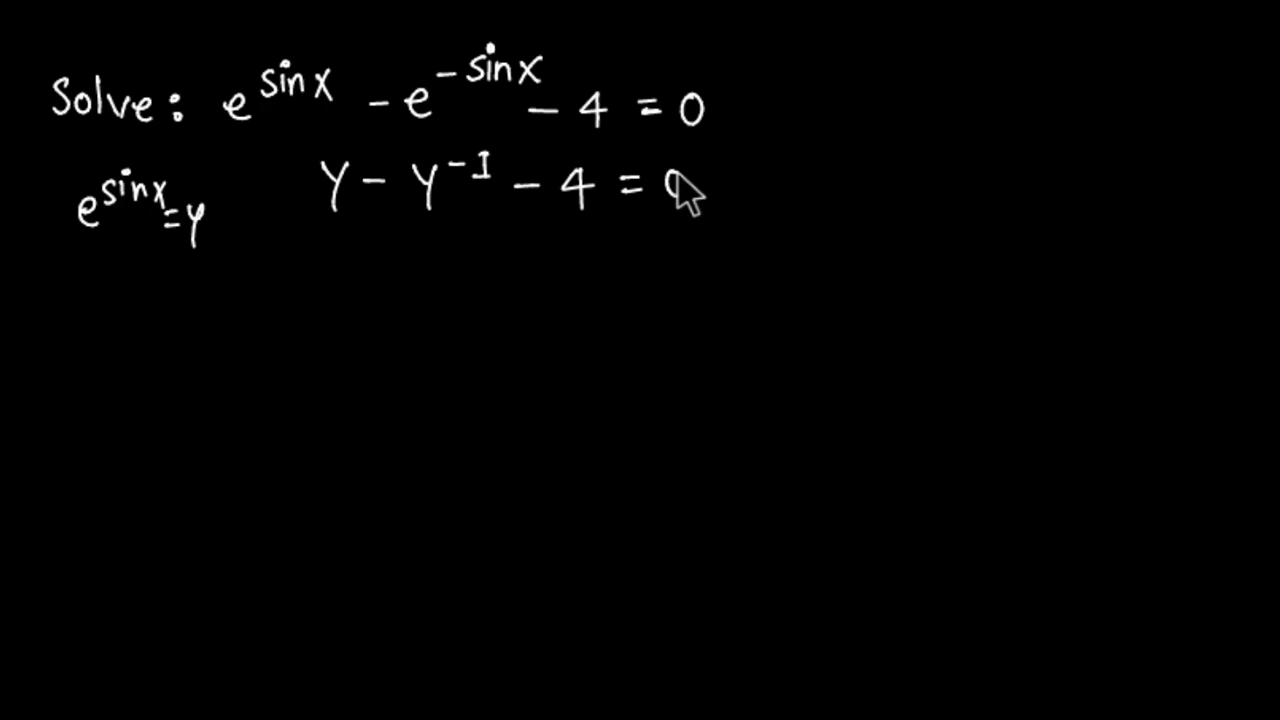 Solve: e^{sin x} - e^{-sin x} - 4 = 0
e^{sin x} = y y - y^{-1} - 4 = 0